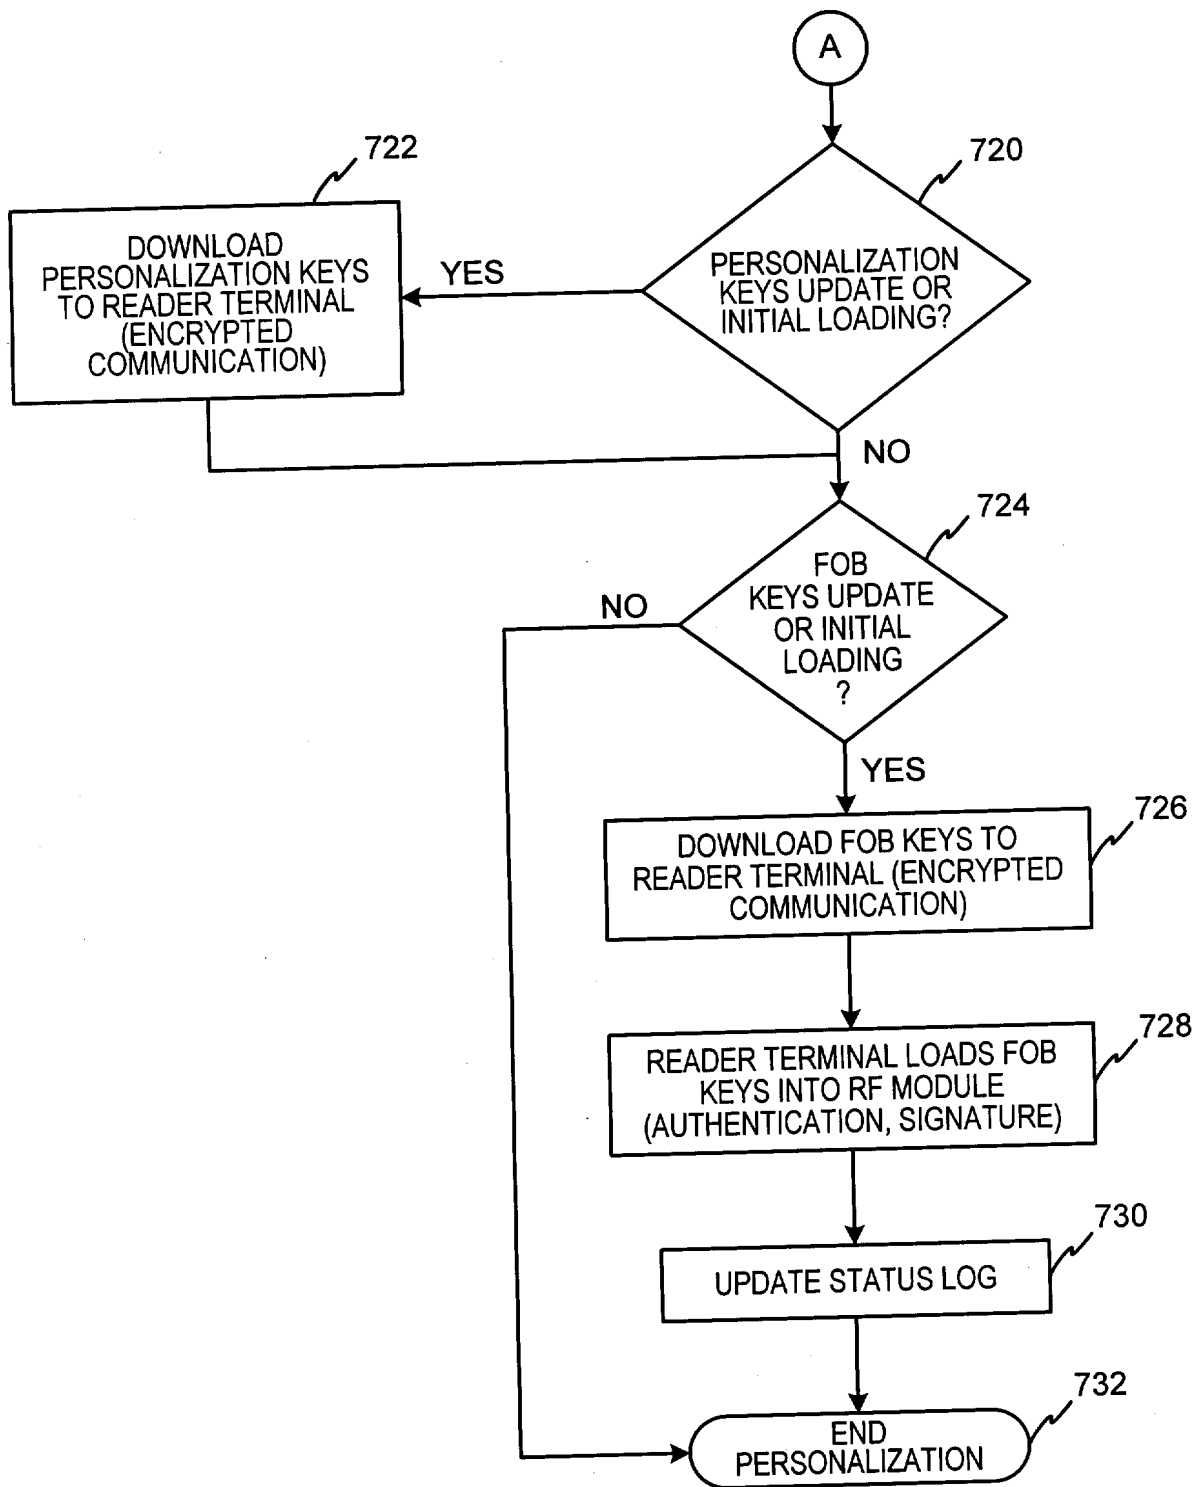 A
720
722
PERSONALIZATION
KEYS UPDATE OR
INITIAL LOADING?
YES
DOWNLOAD
PERSONALIZATION KEYS
TO READER TERMINAL
(ENCRYPTED
COMMUNICATION)
NO
724
FOB
KEYS UPDATE
OR INITIAL
LOADING
?
NO
YES
726
DOWNLOAD FOB KEYS TO
READER TERMINAL (ENCRYPTED
COMMUNICATION)
728
READER TERMINAL LOADS FOB
KEYS INTO RF MODULE
(AUTHENTICATION, SIGNATURE)
730
UPDATE STATUS LOG
732
END
PERSONALIZATION